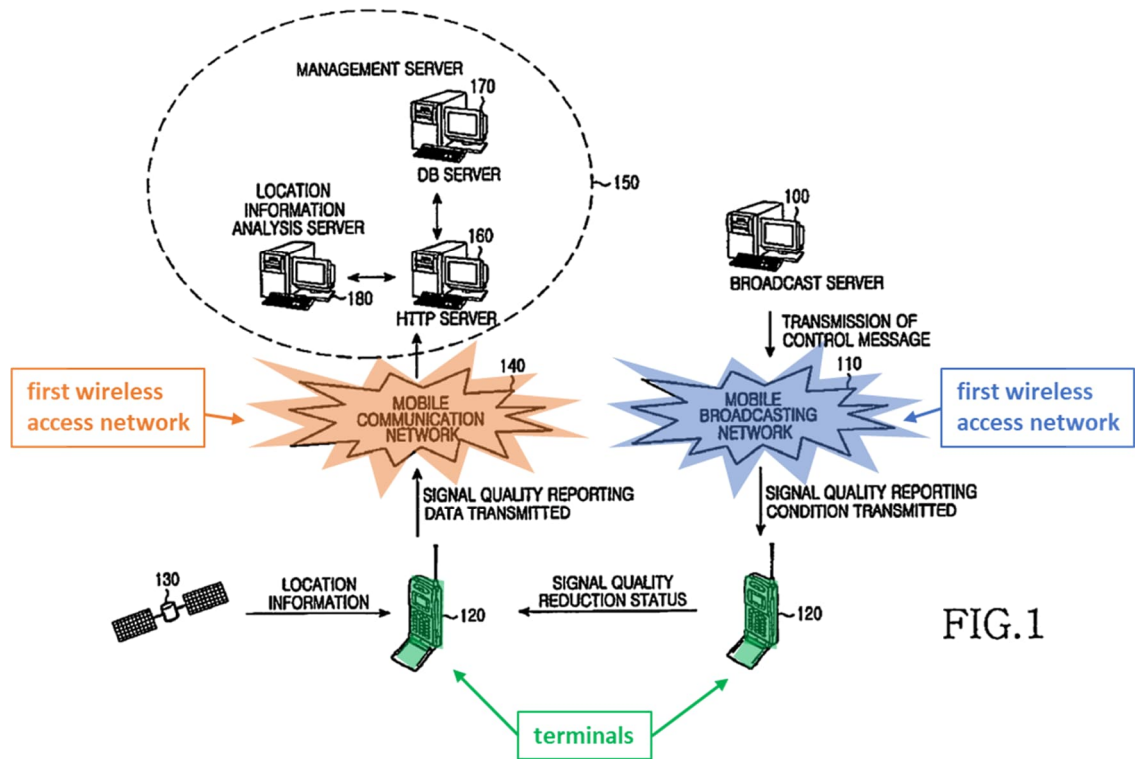 MANAGEMENT SERVER
170
DB SERVER
150
LOCATION
INFORMATION
ANALYSIS SERVER
160
180
HTTP SERVER
100
BROADCAST SERVER
TRANSMISSION OF
CONTROL MESSAGE
first wireless
access network
140
MOBILE
COMMUNICATION
NETWORK
110
MOBILE
BROADCASTING
NETWORK
first wireless
access network
SIGNAL QUALITY REPORTING
DATA TRANSMITTED
SIGNAL QUALITY REPORTING
CONDITION TRANSMITTED
130
LOCATION
INFORMATION
120
SIGNAL QUALITY
REDUCTION STATUS
120
FIG.1
terminals